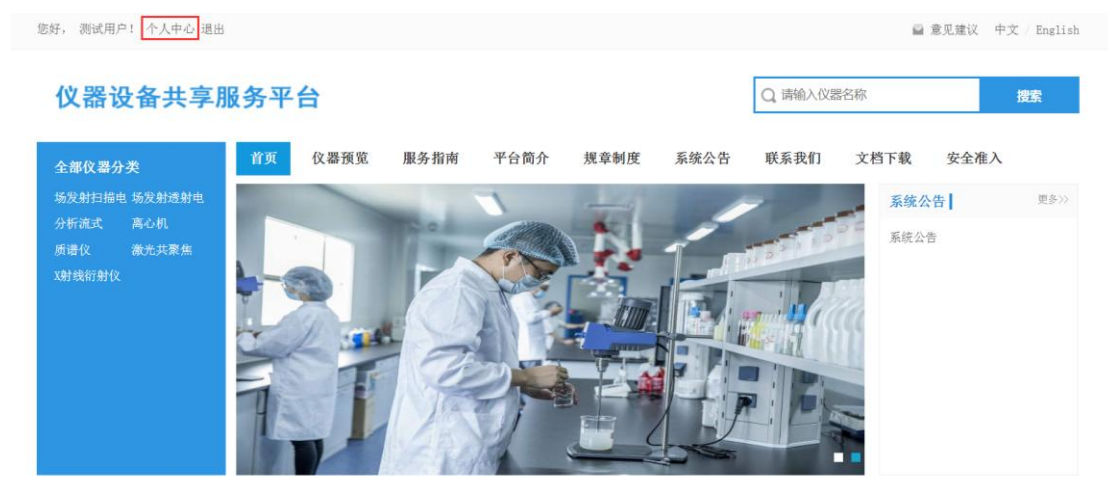 您好， 测试用户！ 个人中心 退出
意见建议 中文 / English
仪器设备共享服务平台
请输入仪器名称 搜索
全部仪器分类
场发射扫描电 场发射透射电
分析流式 离心机
质谱仪 激光共聚焦
X射线衍射仪
首页 仪器预览 服务指南 平台简介 规章制度 系统公告 联系我们 文档下载 安全准入
系统公告 更多>>
系统公告